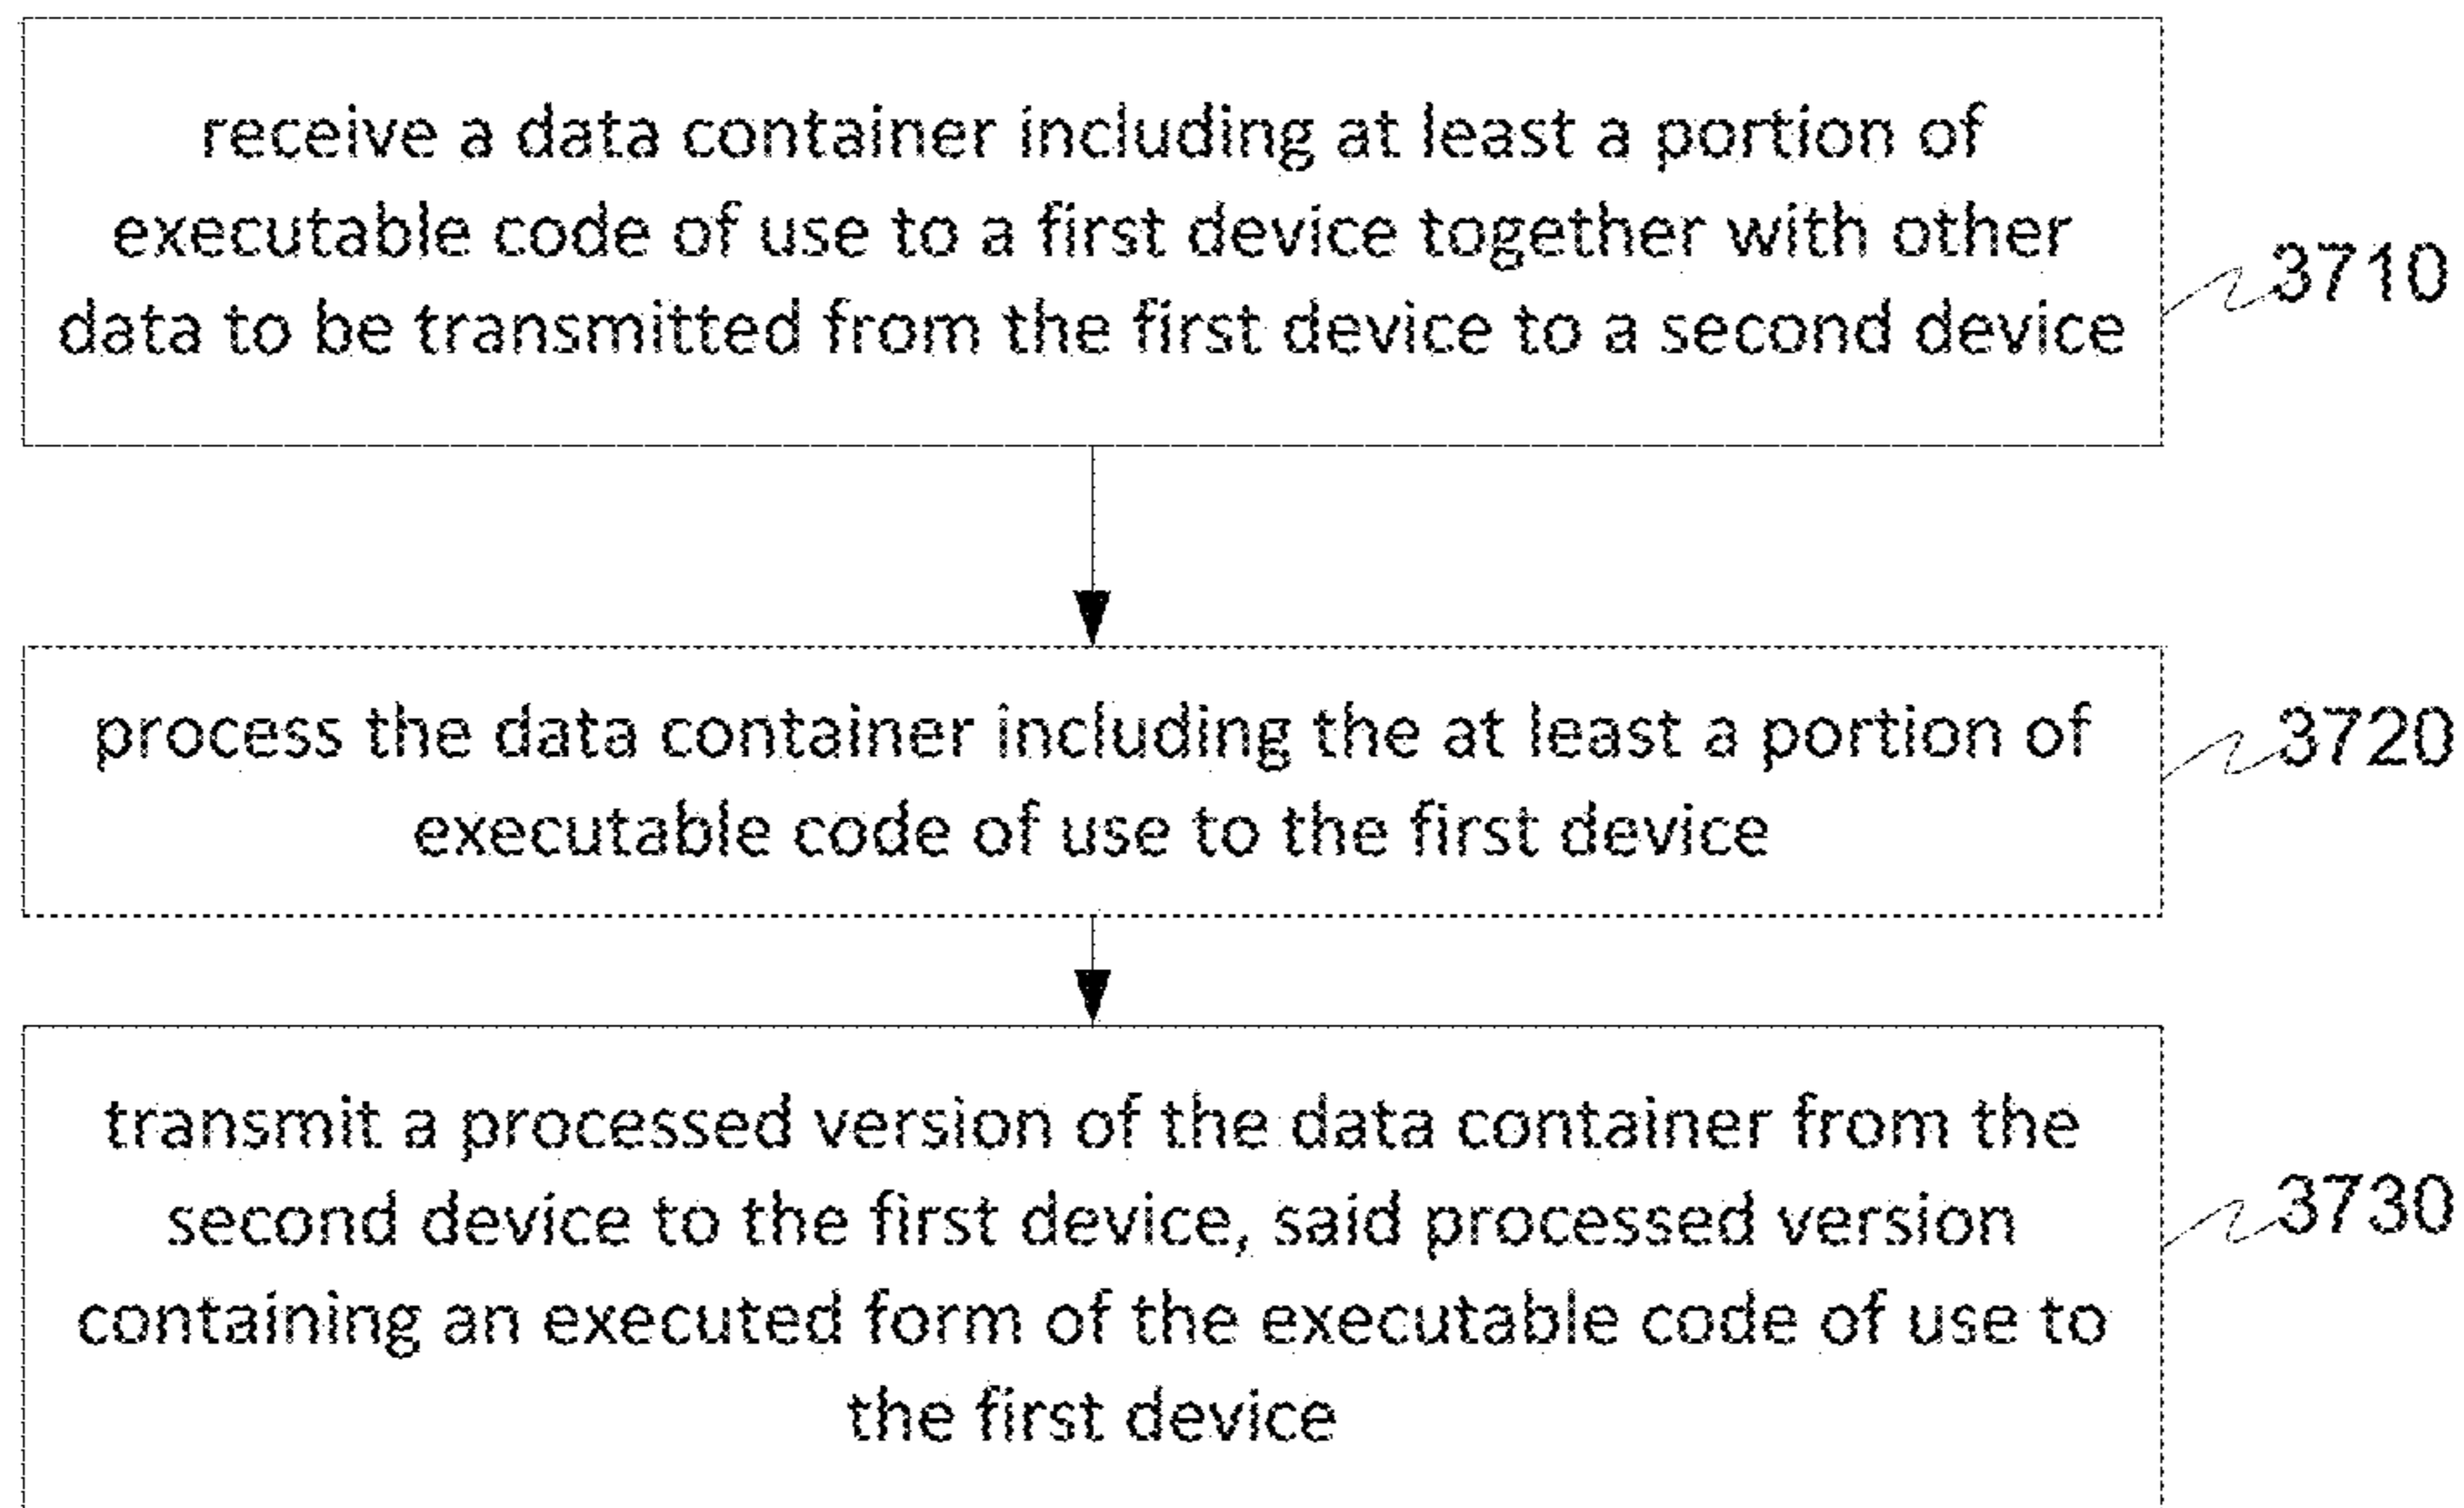 receive a data container including at least a portion of
executable code of use to a first device together with other
data to be transmitted from the first device to a second device
3710
process the data container including the at least a portion of
executable code of use to the first device
3720
transmit a processed version of the data container from the
second device to the first device, said processed version
containing an executed form of the executable code of use to
the first device
3730